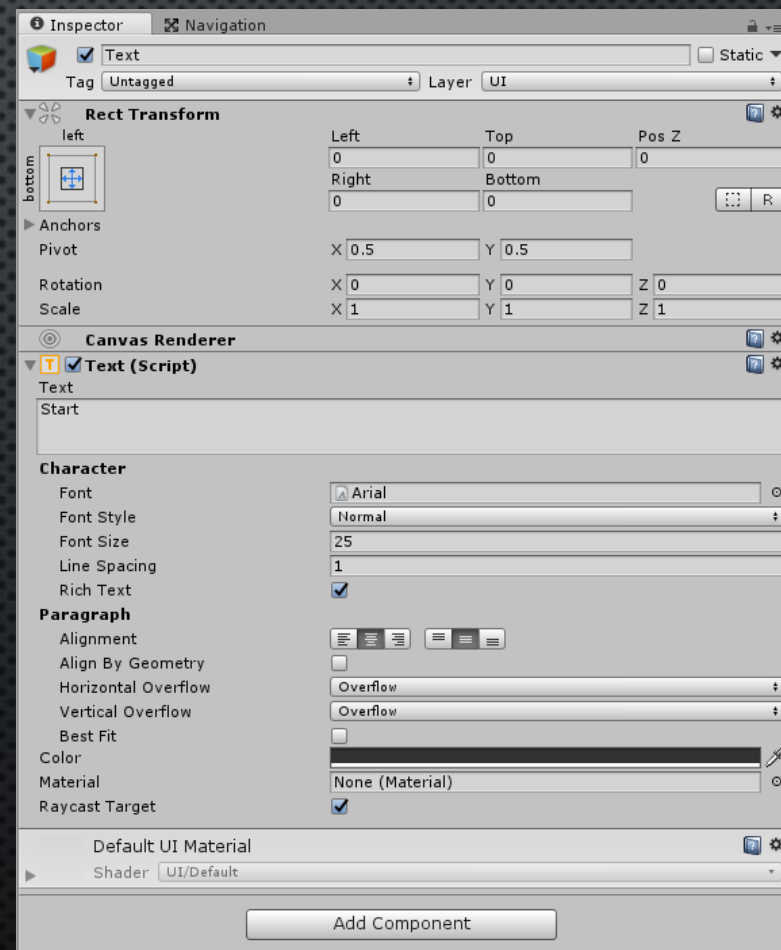 Inspector Navigation
Text Static
Tag Untagged Layer UI
Rect Transform
left Left Top Pos Z
bottom 0 0 0
Right Bottom
0 0 R
Anchors
Pivot X 0.5 Y 0.5
Rotation X 0 Y 0 Z 0
Scale X 1 Y 1 Z 1
Canvas Renderer
T Text (Script)
Text
Start
Character
Font Arial
Font Style Normal
Font Size 25
Line Spacing 1
Rich Text
Paragraph
Alignment
Align By Geometry
Horizontal Overflow Overflow
Vertical Overflow Overflow
Best Fit
Color
Material None (Material)
Raycast Target
Default UI Material
Shader UI/Default
Add Component